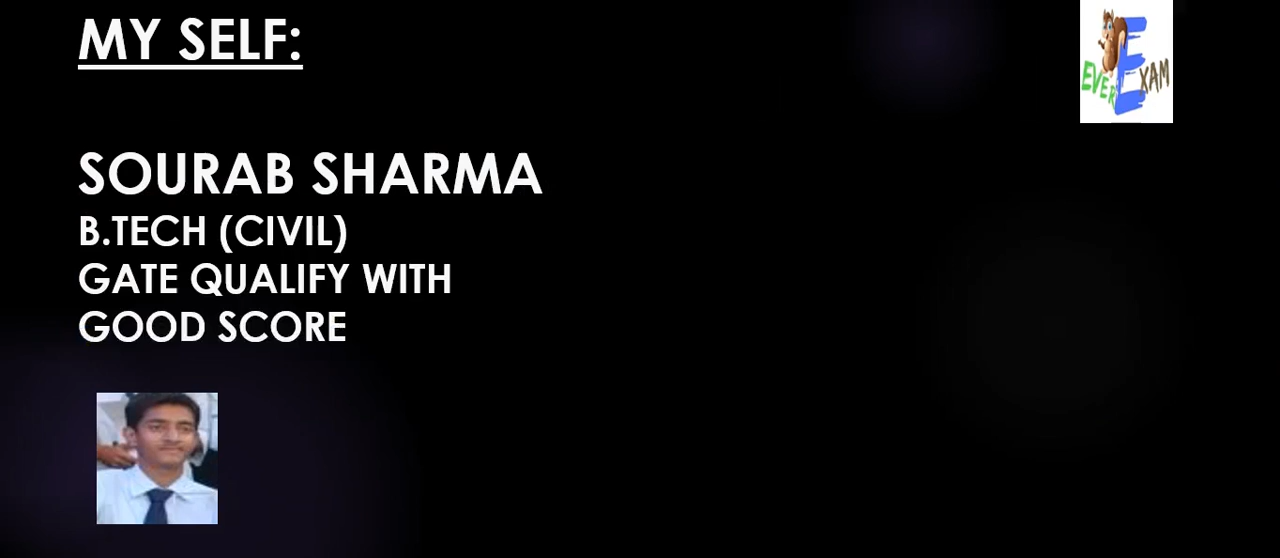 MY SELF:
EVER EXAM
SOURAB SHARMA
B.TECH (CIVIL)
GATE QUALIFY WITH
GOOD SCORE